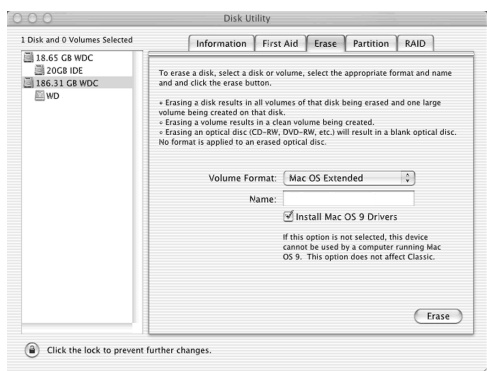 Disk Utility
1 Disk and 0 Volumes Selected
18.65 GB WDC
20GB IDE
186.31 GB WDC
WD
Information
First Aid
Erase
Partition
RAID
To erase a disk, select a disk or volume, select the appropriate format and name
and and click the erase button.
∘ Erasing a disk results in all volumes of that disk being erased and one large
volume being created on that disk.
∘ Erasing a volume results in a clean volume being created.
∘ Erasing an optical disc (CD-RW, DVD-RW, etc.) will result in a blank optical disc.
No format is applied to an erased optical disc.
Volume Format: Mac OS Extended
Name:
Install Mac OS 9 Drivers
If this option is not selected, this device
cannot be used by a computer running Mac
OS 9. This option does not affect Classic.
Erase
Click the lock to prevent further changes.